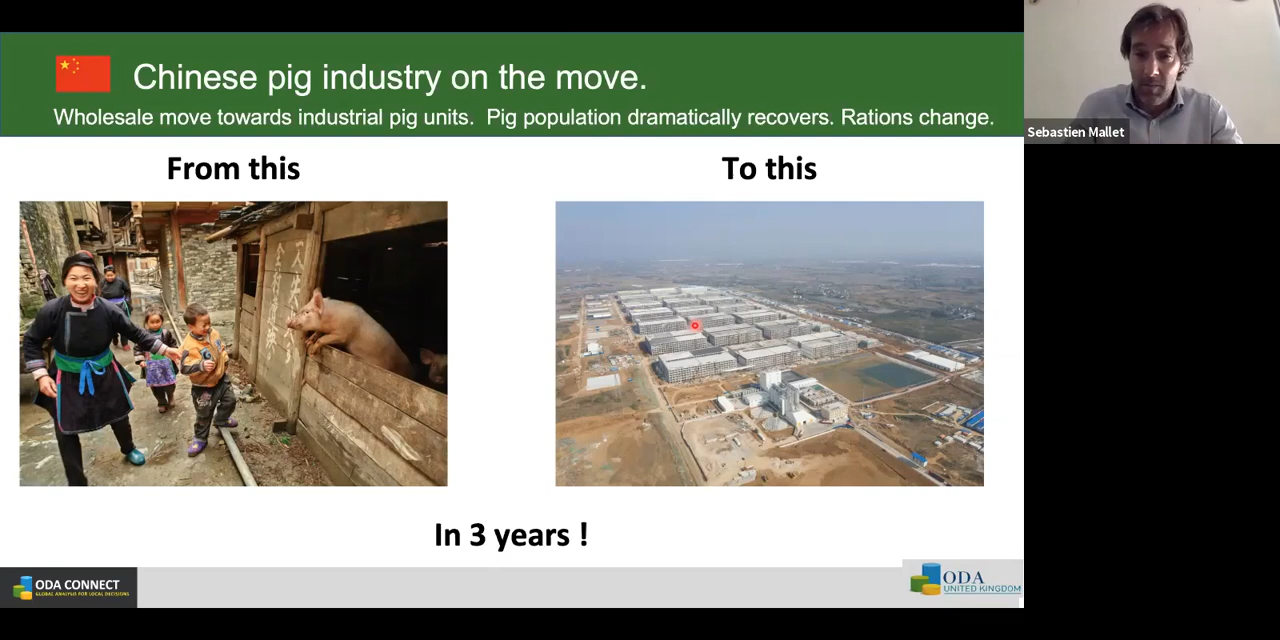 Chinese pig industry on the move.
Wholesale move towards industrial pig units. Pig population dramatically recovers. Rations change.
Sebastien Mallet
From this
To this
In 3 years !
ODA CONNECT
GLOBAL ANALYSIS FOR LOCAL DECISIONS
ODA
UNITED KINGDOM